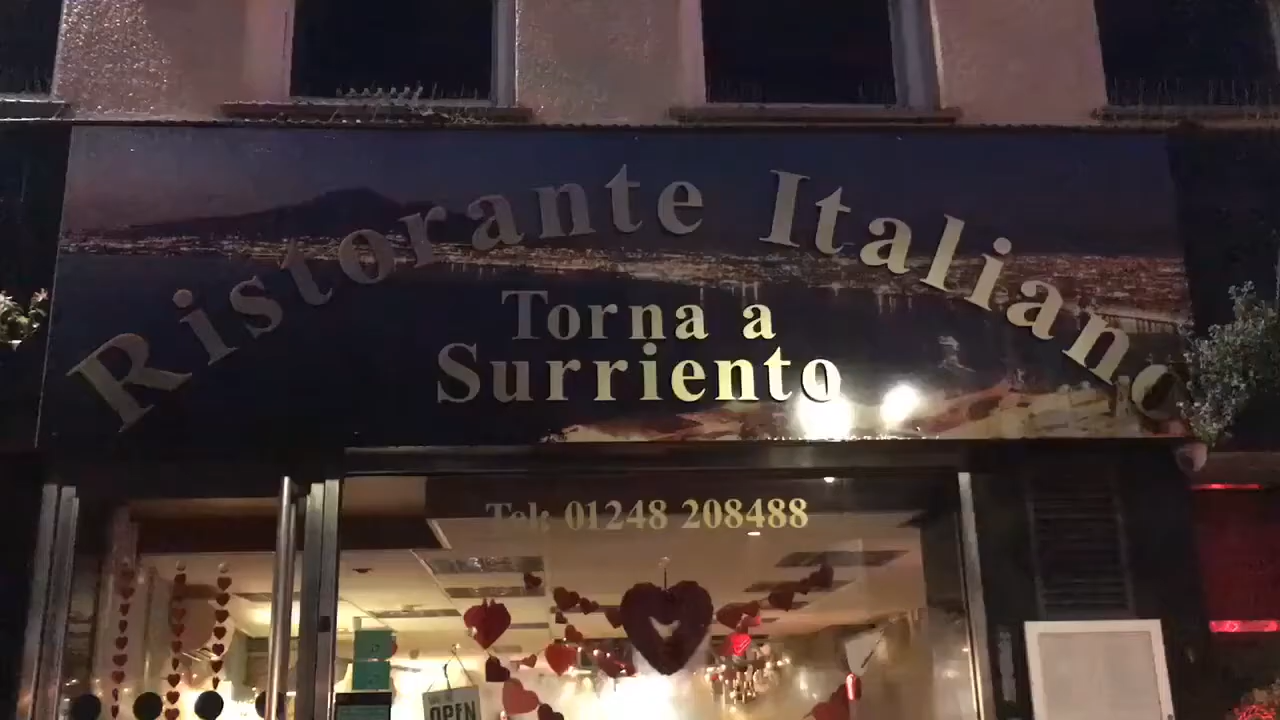 Ristorante Italiano
Torna a
Surriento
Tel: 01248 208488
OPEN